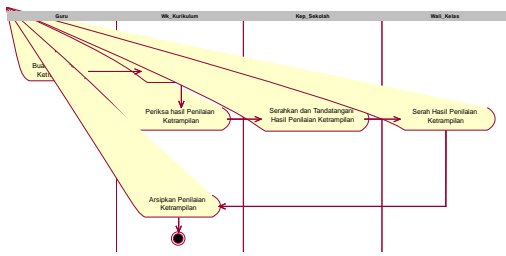 Guru
Wk_Kurikulum
Kep_Sekolah
Wali_Kelas
Periksa hasil Penilaian
Ketrampilan
Serahkan dan Tandatangani
Hasil Penilaian Ketrampilan
Serah Hasil Penilaian
Ketrampilan
Arsipkan Penilaian
Ketrampilan